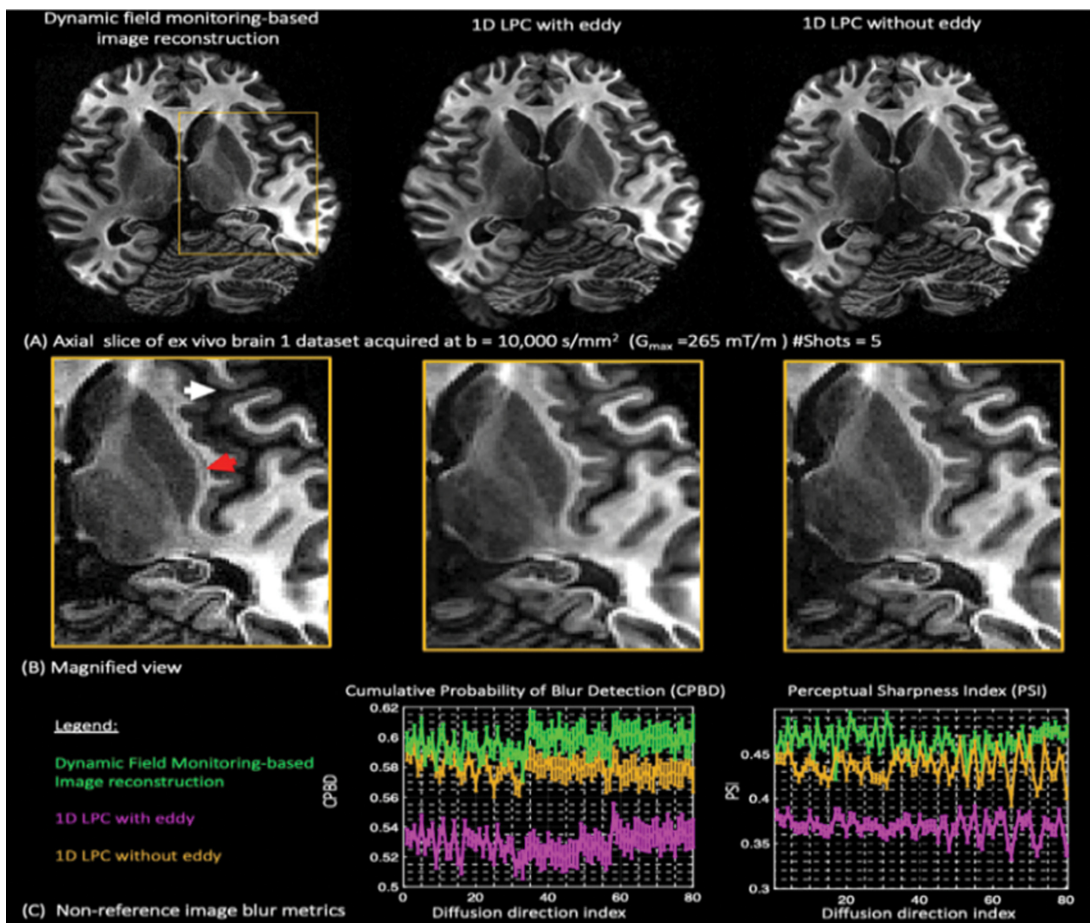 Dynamic field monitoring-based
image reconstruction
1D LPC with eddy
1D LPC without eddy
(A) Axial slice of ex vivo brain 1 dataset acquired at b = 10,000 s/mm² (Gmax =265 mT/m ) #Shots = 5
(B) Magnified view
Legend:
Dynamic Field Monitoring-based
Image reconstruction
1D LPC with eddy
1D LPC without eddy
Cumulative Probability of Blur Detection (CPBD)
0.62
0.6
0.58
0.56
0.54
0.52
0.5
CPBD
20
40
60
80
Diffusion direction index
Perceptual Sharpness Index (PSI)
0.45
0.4
0.35
0.3
PSI
20
40
60
80
Diffusion direction index
(C) Non-reference image blur metrics